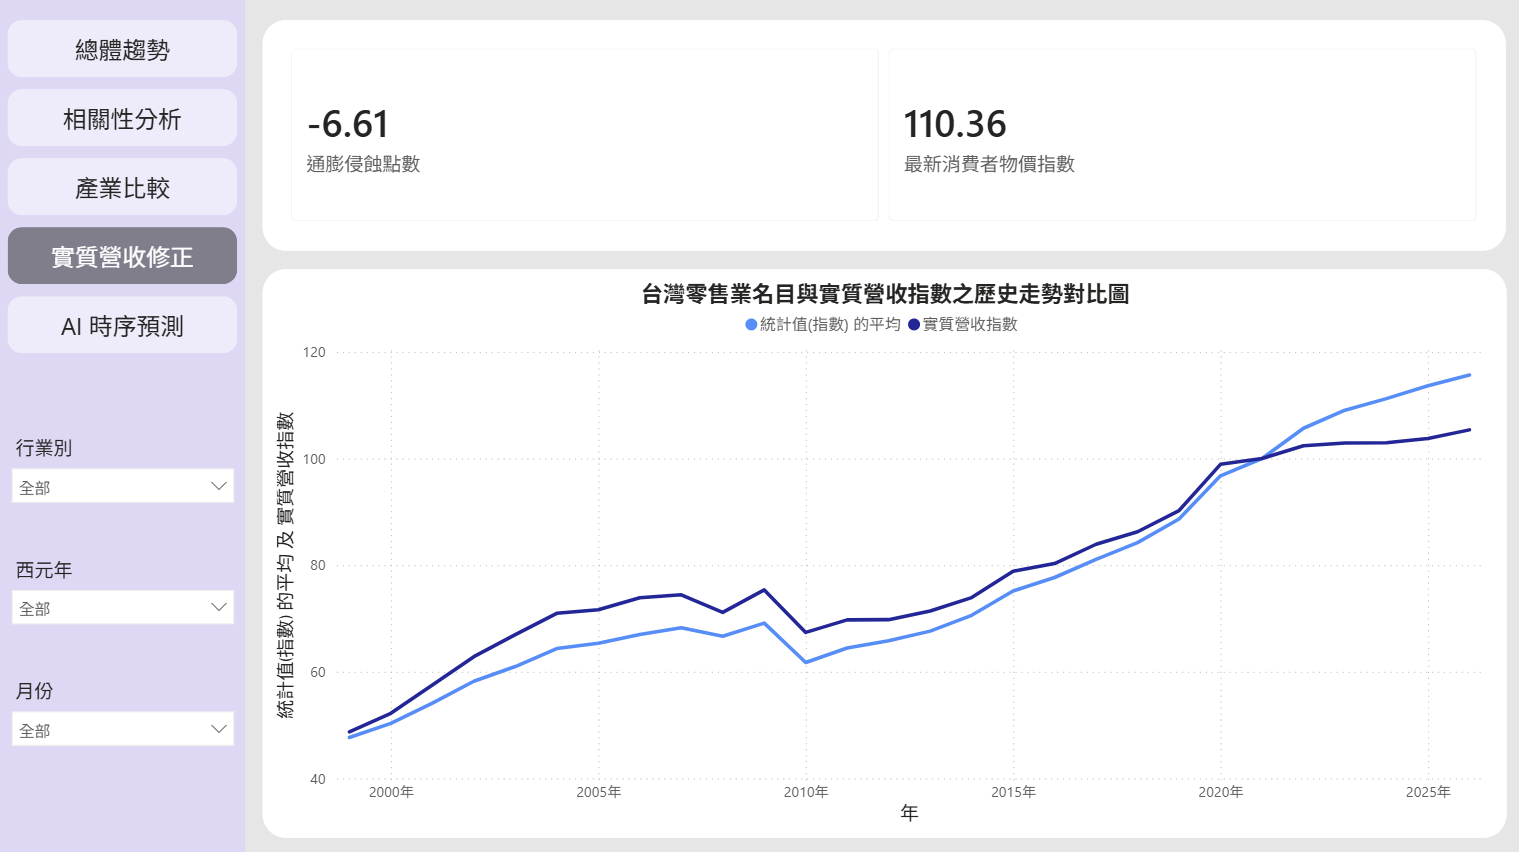 總體趨勢
相關性分析
產業比較
實質營收修正
AI 時序預測
行業別
全部
西元年
全部
月份
全部
-6.61
通膨侵蝕點數
110.36
最新消費者物價指數
台灣零售業名目與實質營收指數之歷史走勢對比圖
統計值(指數) 的平均 實質營收指數
統計值(指數) 的平均 及 實質營收指數
120
100
80
60
40
2000年 2005年 2010年 2015年 2020年 2025年
年